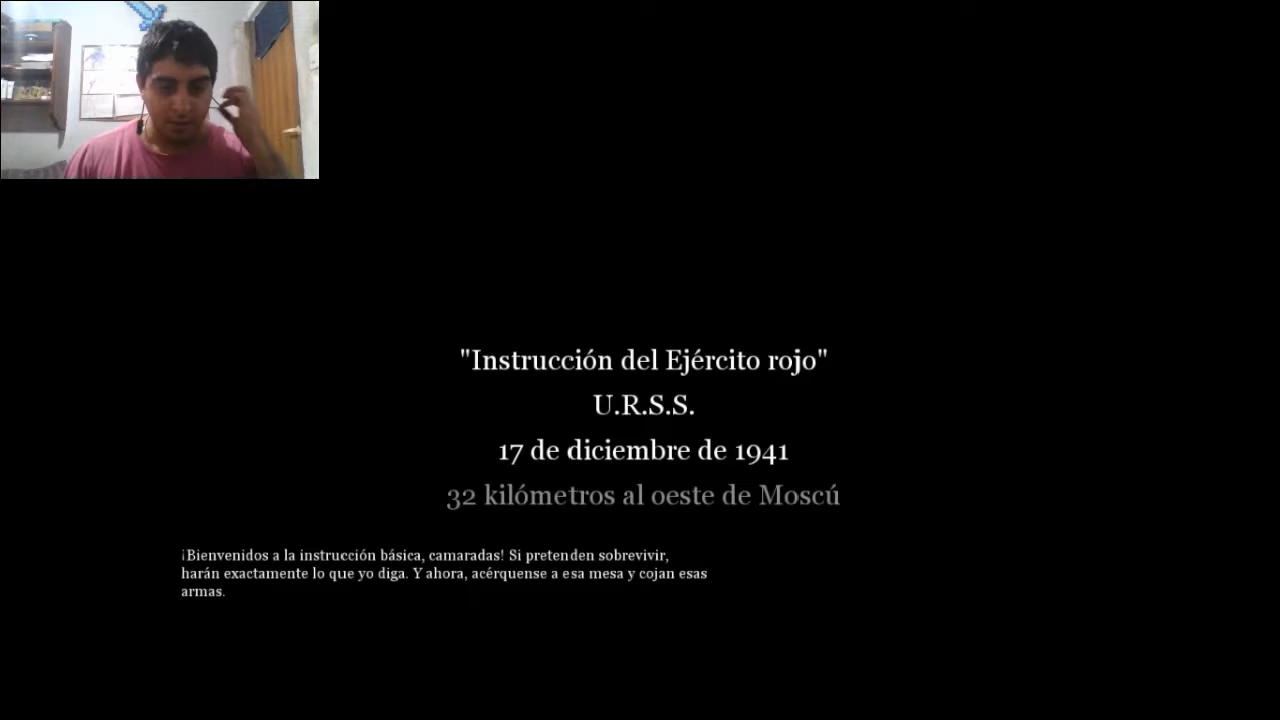 "Instrucción del Ejército rojo"
U.R.S.S.
17 de diciembre de 1941
32 kilómetros al oeste de Moscú
¡Bienvenidos a la instrucción básica, camaradas! Si pretenden sobrevivir,
harán exactamente lo que yo diga. Y ahora, acérquense a esa mesa y cojan esas
armas.